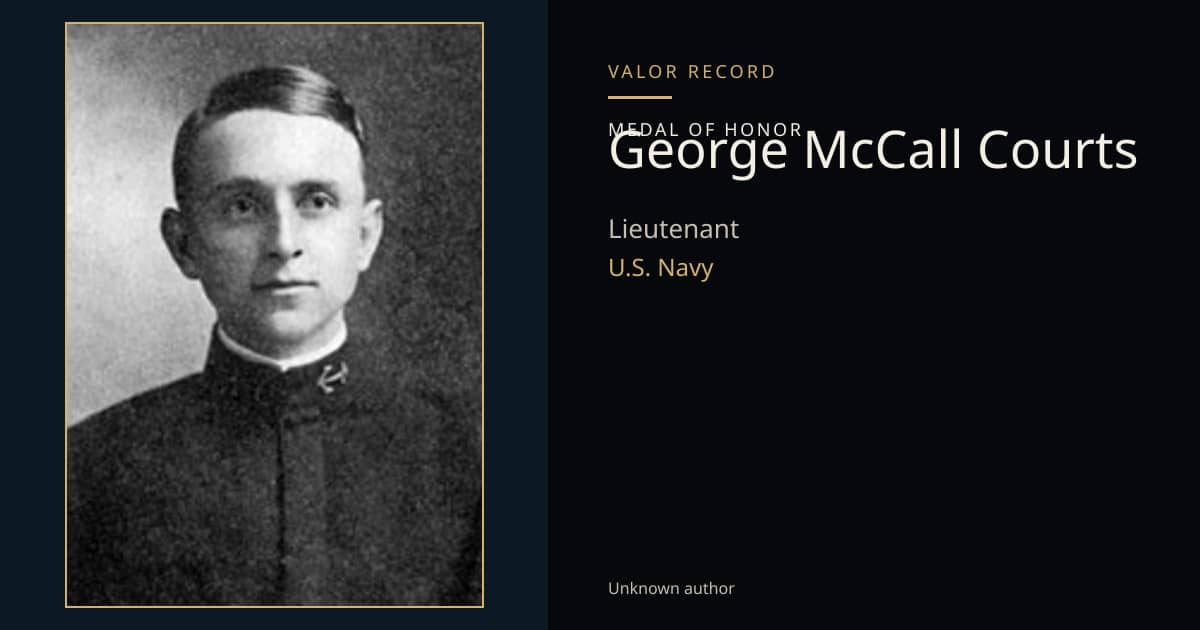 VALOR RECORD
MEDAL OF HONOR
George McCall Courts
Lieutenant
U.S. Navy
Unknown author